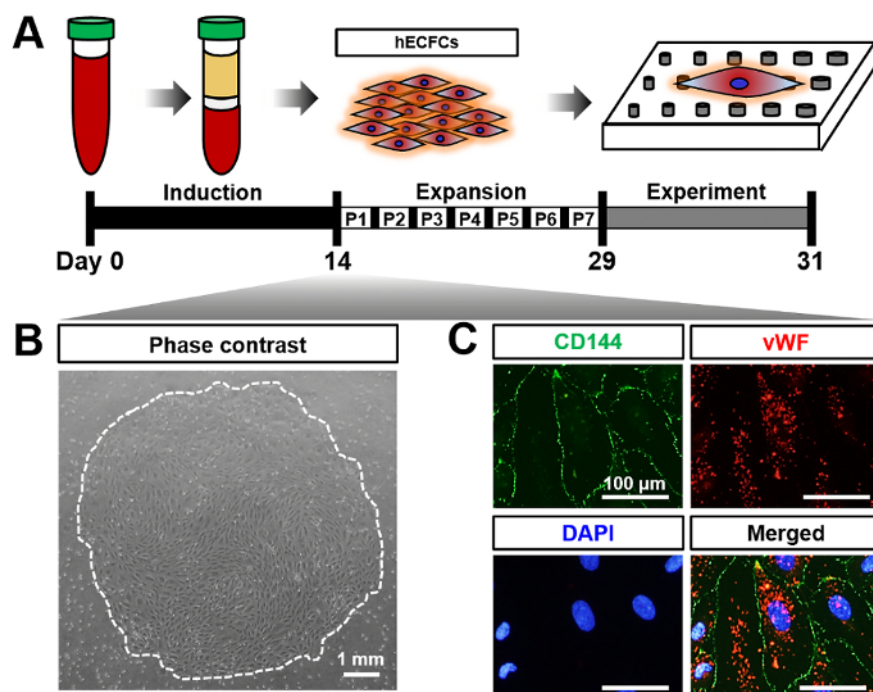 A
hECFCs
Induction
Expansion
Experiment
P1 P2 P3 P4 P5 P6 P7
Day 0
14
29
31
B
Phase contrast
1 mm
C
CD144
vWF
100 µm
DAPI
Merged